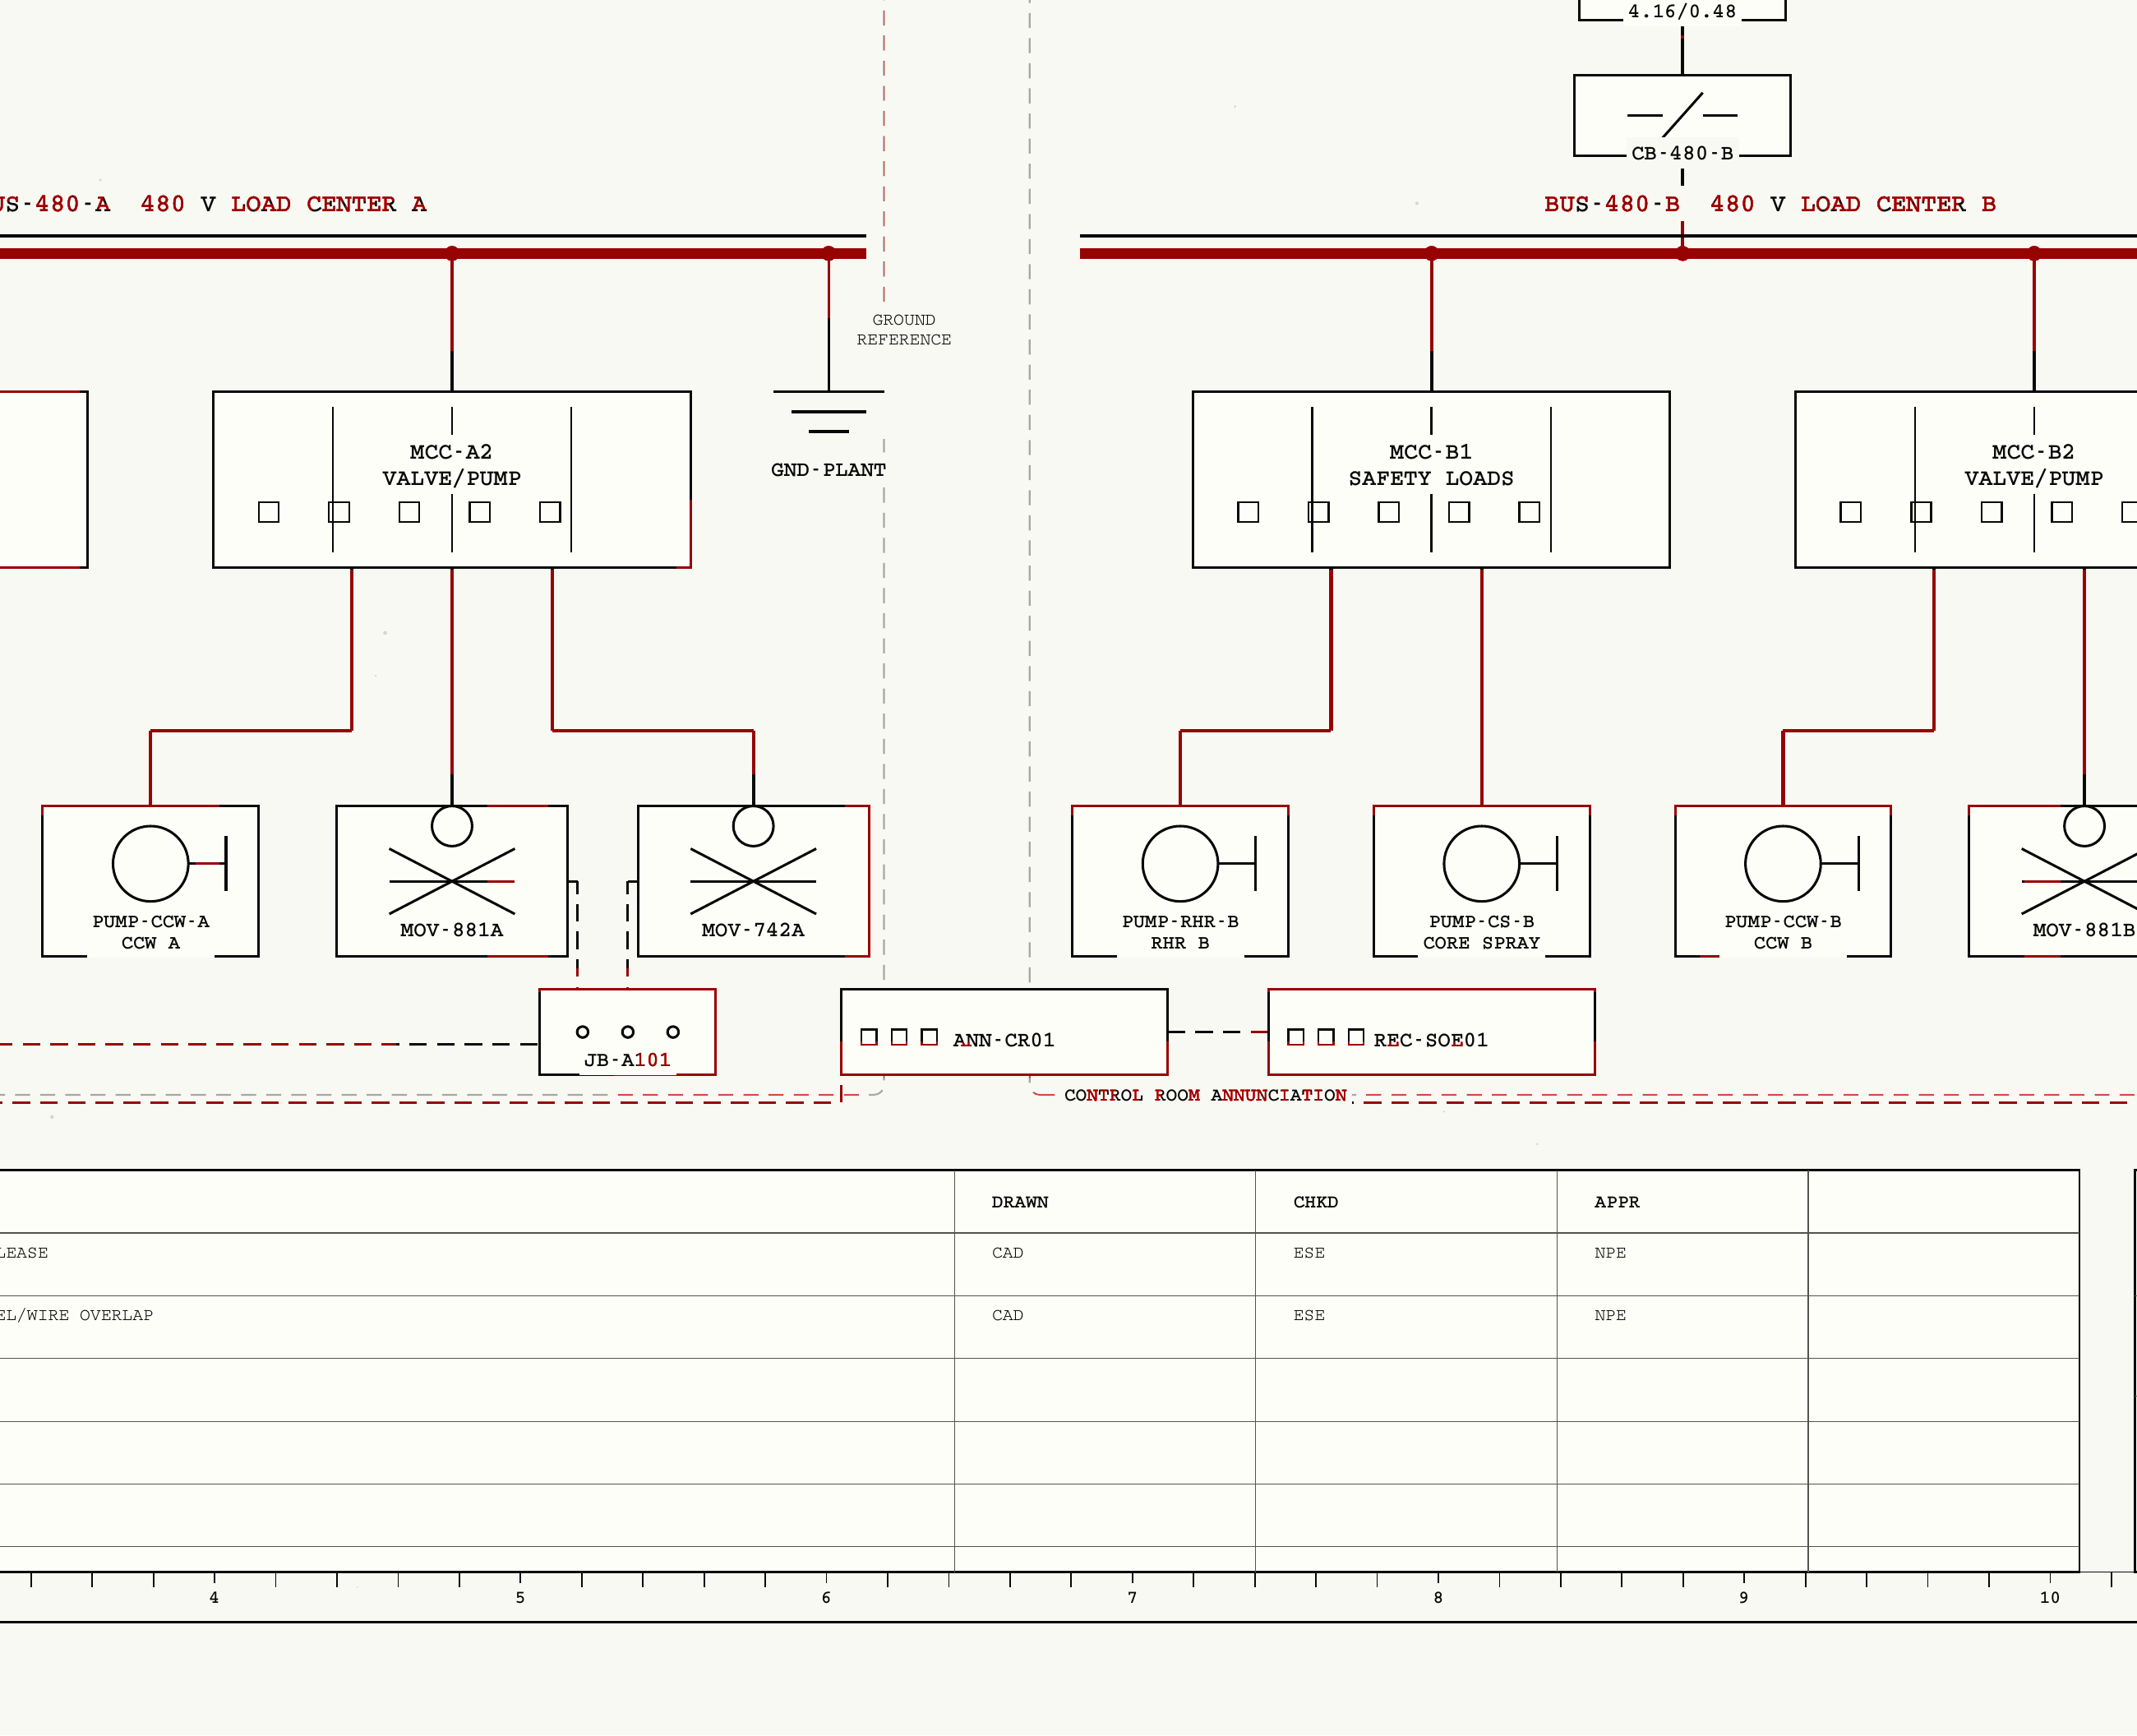 4.16/0.48
CB-480-B
US-480-A 480 V LOAD CENTER A
BUS-480-B 480 V LOAD CENTER B
GROUND
REFERENCE
MCC-A2
VALVE/PUMP
GND-PLANT
MCC-B1
SAFETY LOADS
MCC-B2
VALVE/PUMP
PUMP-CCW-A
CCW A
MOV-881A
MOV-742A
PUMP-RHR-B
RHR B
PUMP-CS-B
CORE SPRAY
PUMP-CCW-B
CCW B
MOV-881B
JB-A101
ANN-CR01
REC-SOE01
CONTROL ROOM ANNUNCIATION
DRAWN CHKD APPR
LEASE CAD ESE NPE
EL/WIRE OVERLAP CAD ESE NPE
4 5 6 7 8 9 10